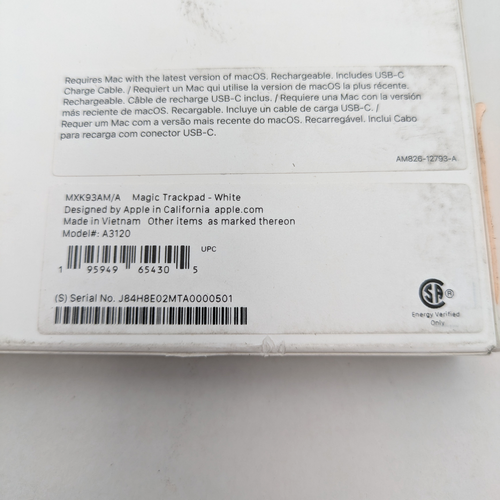 Requires Mac with the latest version of macOS. Rechargeable. Includes USB-C
Charge Cable. / Requiert un Mac qui utilise la version de macOS la plus récente.
Rechargeable. Câble de recharge USB-C inclus. / Requiere una Mac con la versión
más reciente de macOS. Recargable. Incluye un cable de carga USB-C. /
Requer um Mac com a versão mais recente do macOS. Recarregável. Inclui Cabo
para recarga com conector USB-C.
AM826-12793-A
MXK93AM/A Magic Trackpad - White
Designed by Apple in California apple.com
Made in Vietnam Other items as marked thereon
Model#: A3120
UPC
1 95949 65430 5
(S) Serial No. J84H8E02MTA0000501
SA ®
Energy Verified
Only